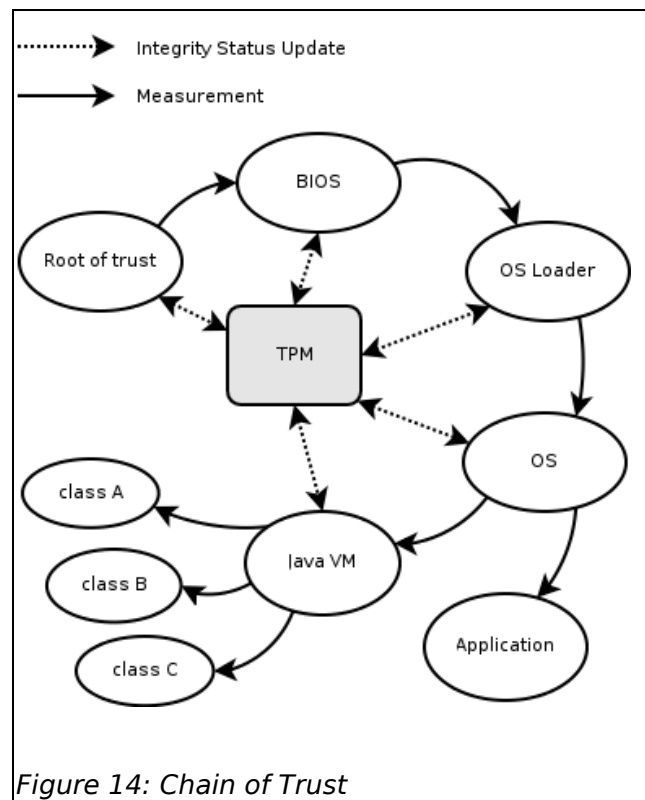 Integrity Status Update
Measurement
BIOS
Root of trust
OS Loader
TPM
OS
class A
Java VM
class B
Application
class C
Figure 14: Chain of Trust